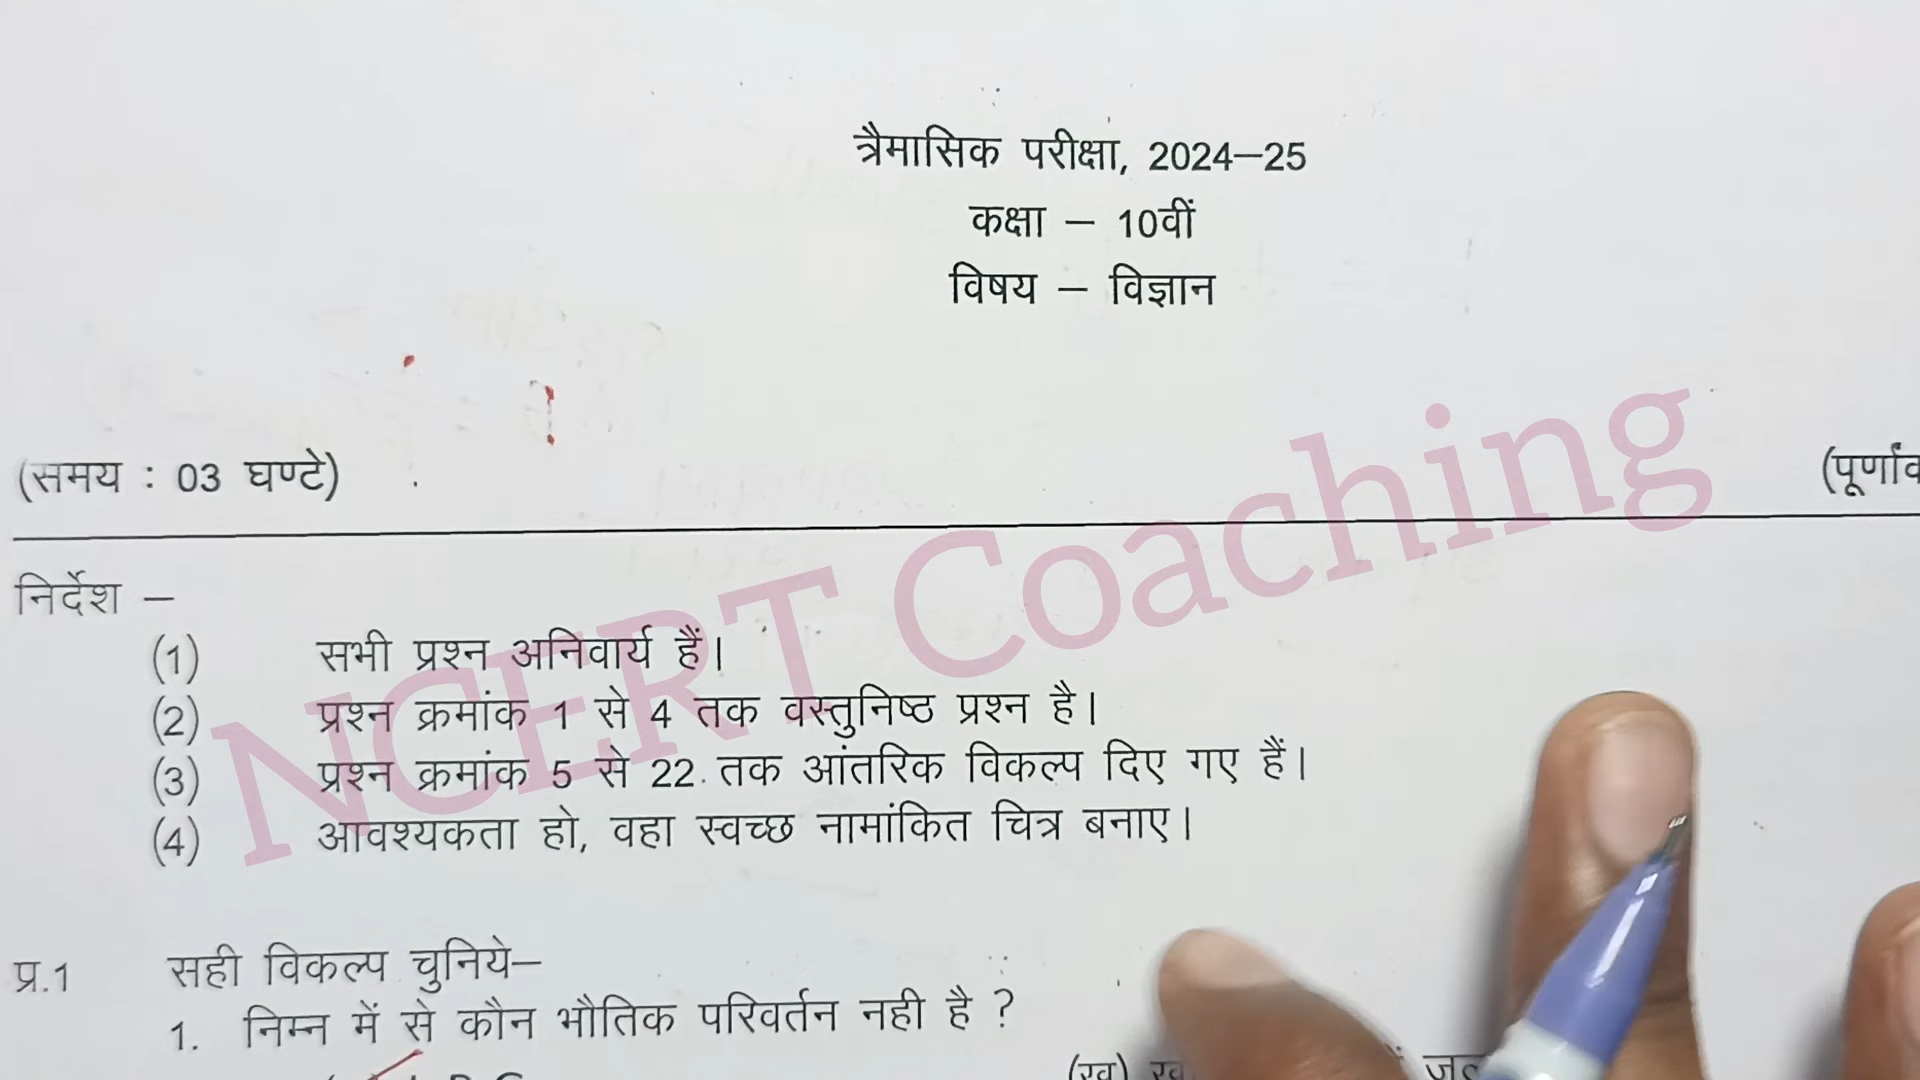 त्रैमासिक परीक्षा, 2024–25
कक्षा – 10वीं
विषय – विज्ञान
(समय : 03 घण्टे)
निर्देश –
(1) सभी प्रश्न अनिवार्य हैं।
(2) प्रश्न क्रमांक 1 से 4 तक वस्तुनिष्ठ प्रश्न है।
(3) प्रश्न क्रमांक 5 से 22 तक आंतरिक विकल्प दिए गए हैं।
(4) आवश्यकता हो, वहा स्वच्छ नामांकित चित्र बनाए।
NCERT Coaching
प्र.1 सही विकल्प चुनिये–
1. निम्न में से कौन भौतिक परिवर्तन नही है ?
(ख)